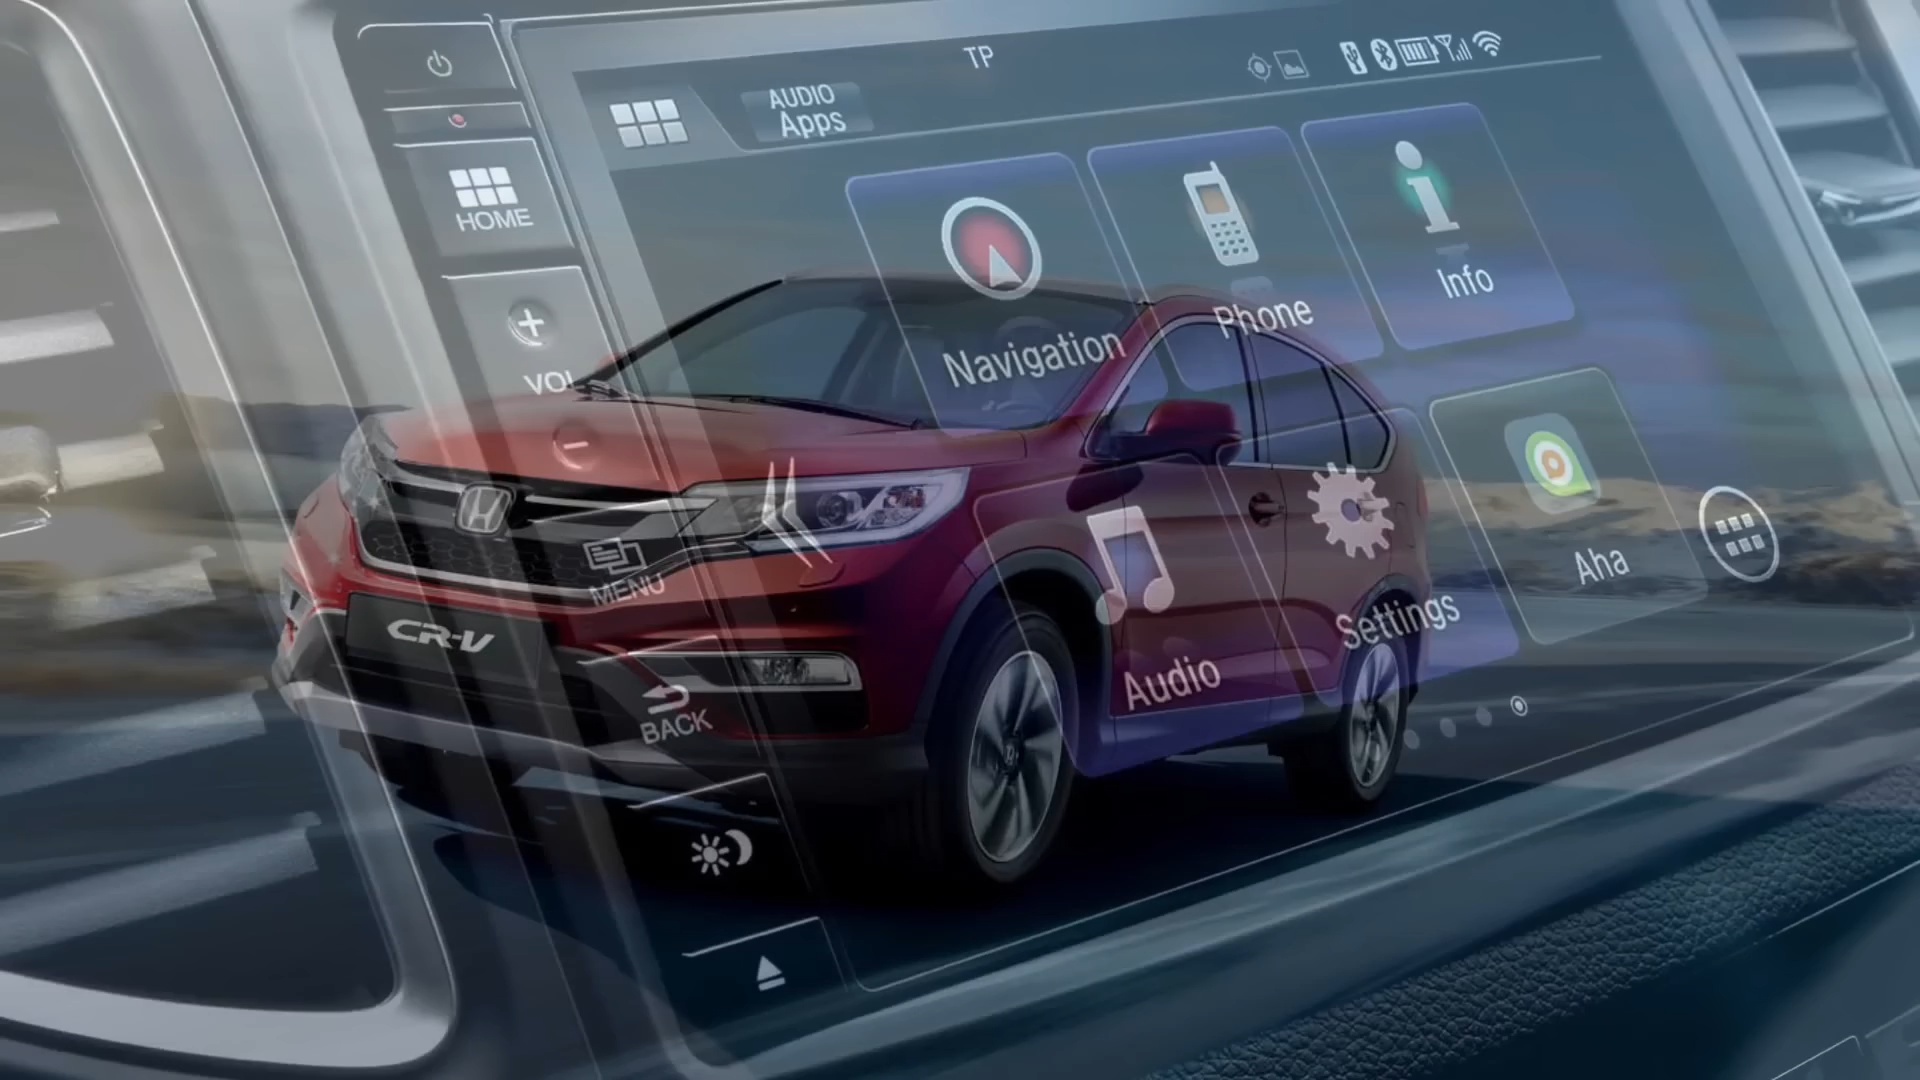 TP
AUDIO
Apps
HOME
Navigation
Phone
Info
VOL
MENU
Aha
CR-V
Settings
Audio
BACK